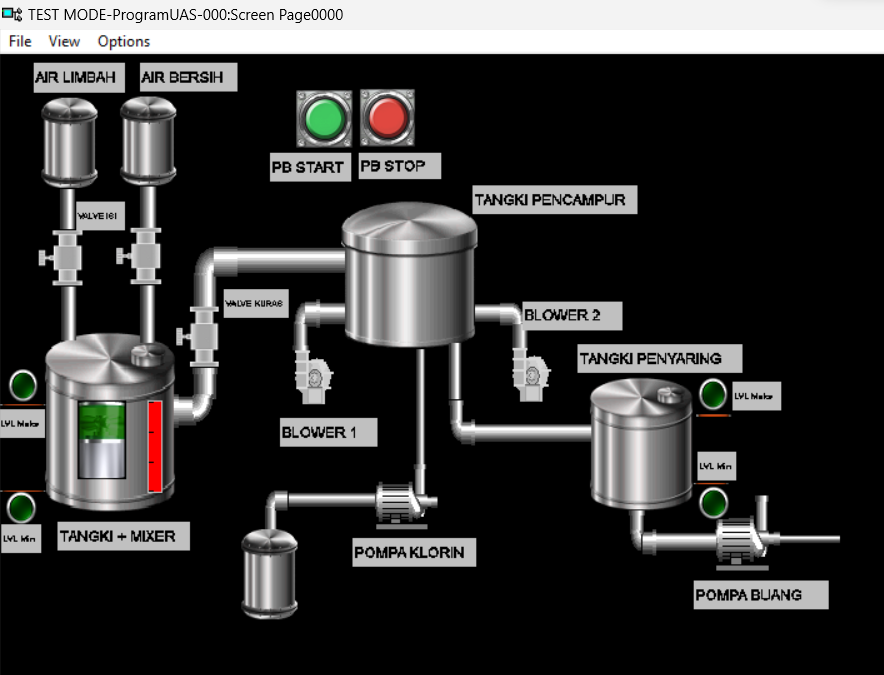 TEST MODE-ProgramUAS-000:Screen Page0000
File View Options
AIR LIMBAH
AIR BERSIH
PB START
PB STOP
TANGKI PENCAMPUR
VALVE ISI
VALVE KURAS
BLOWER 2
TANGKI PENYARING
LVL Maks
LVL Maks
BLOWER 1
LVL Min
LVL Min
TANGKI + MIXER
POMPA KLORIN
POMPA BUANG